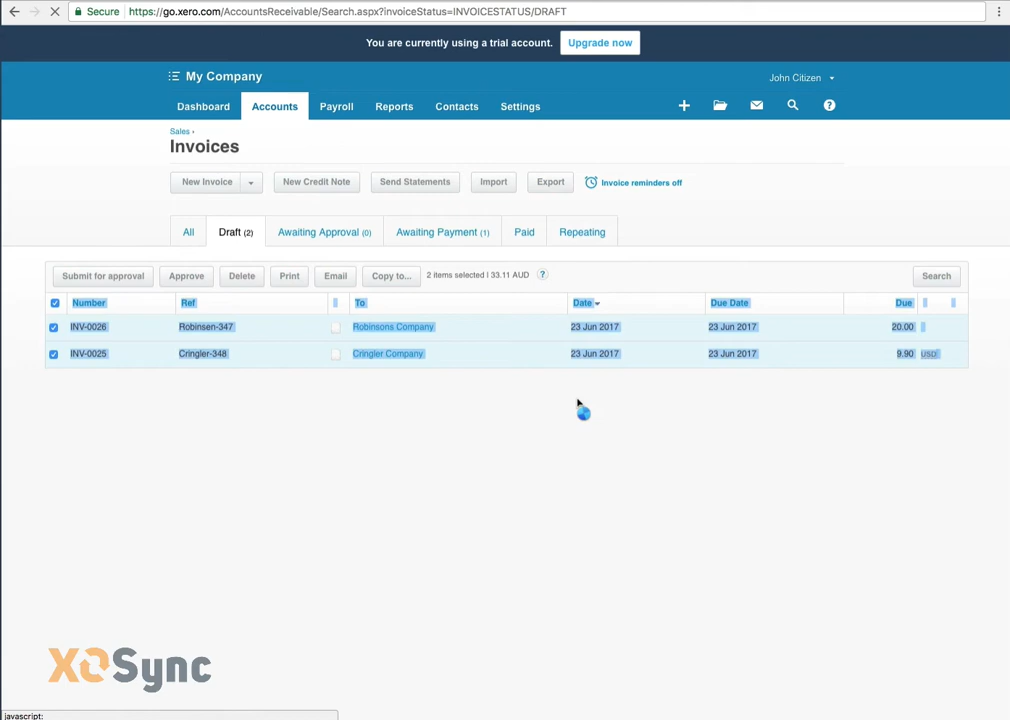 Secure https://go.xero.com/AccountsReceivable/Search.aspx?invoiceStatus=INVOICESTATUS/DRAFT
You are currently using a trial account. Upgrade now
My Company John Citizen
Dashboard Accounts Payroll Reports Contacts Settings
Sales ›
Invoices
New Invoice New Credit Note Send Statements Import Export Invoice reminders off
All Draft (2) Awaiting Approval (0) Awaiting Payment (1) Paid Repeating
Submit for approval Approve Delete Print Email Copy to... 2 items selected | 33.11 AUD ? Search
Number Ref To Date Due Date Due
INV-0026 Robinsen-347 Robinsons Company 23 Jun 2017 23 Jun 2017 20.00
INV-0025 Cringler-348 Cringler Company 23 Jun 2017 23 Jun 2017 9.90 USD
XOSync
javascript: